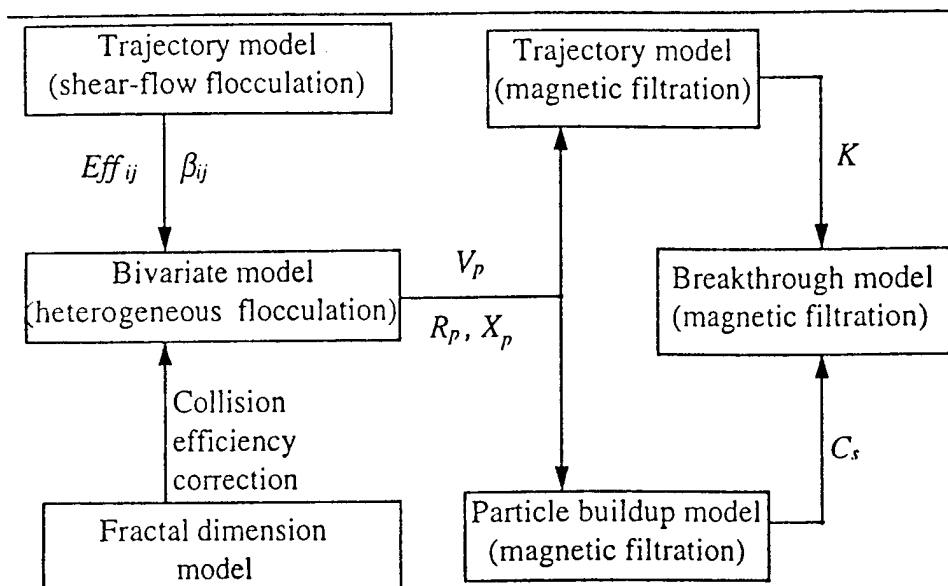 Trajectory model
(shear-flow flocculation)
Eff ij
βij
Bivariate model
(heterogeneous flocculation)
Collision
efficiency
correction
Fractal dimension
model
Vp
Rp, Xp
Trajectory model
(magnetic filtration)
K
Breakthrough model
(magnetic filtration)
Cs
Particle buildup model
(magnetic filtration)